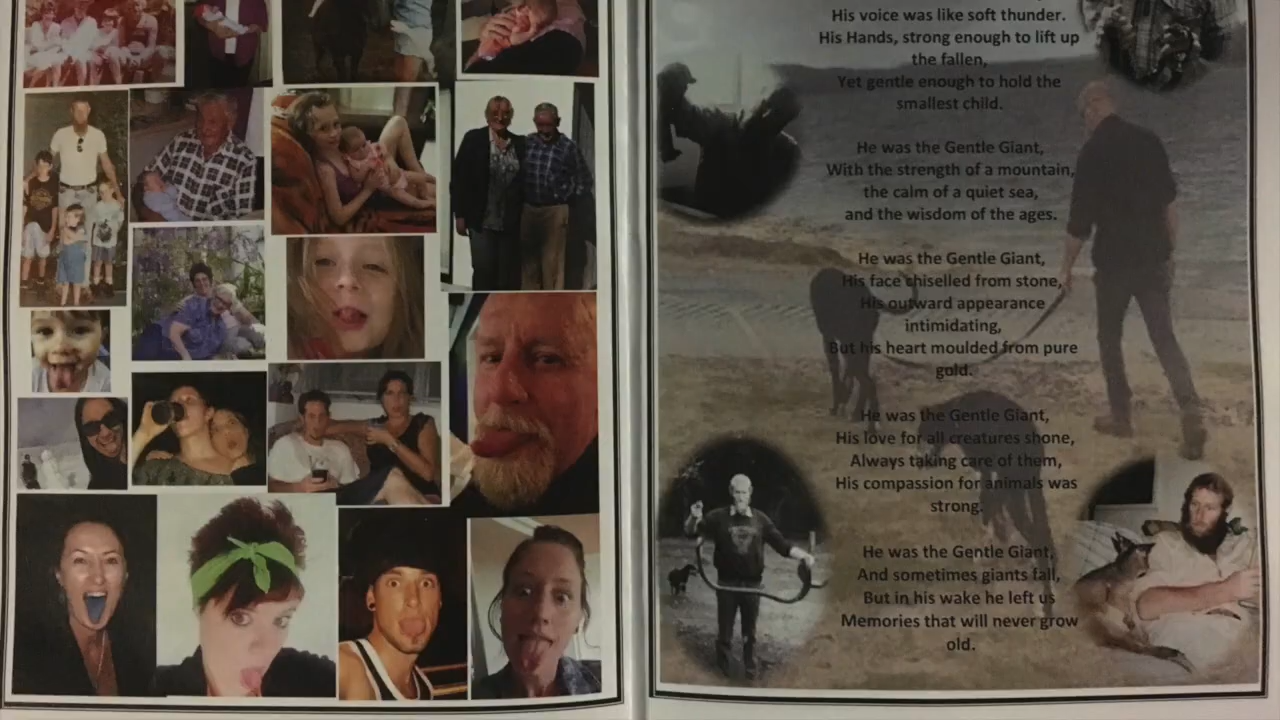 His voice was like soft thunder.
His Hands, strong enough to lift up
the fallen,
Yet gentle enough to hold the
smallest child.
He was the Gentle Giant,
With the strength of a mountain,
the calm of a quiet sea,
and the wisdom of the ages.
He was the Gentle Giant,
His face chiselled from stone,
His outward appearance
intimidating,
But his heart moulded from pure
gold.
He was the Gentle Giant,
His love for all creatures shone,
Always taking care of them,
His compassion for animals was
strong.
He was the Gentle Giant,
And sometimes giants fall,
But in his wake he left us
Memories that will never grow
old.